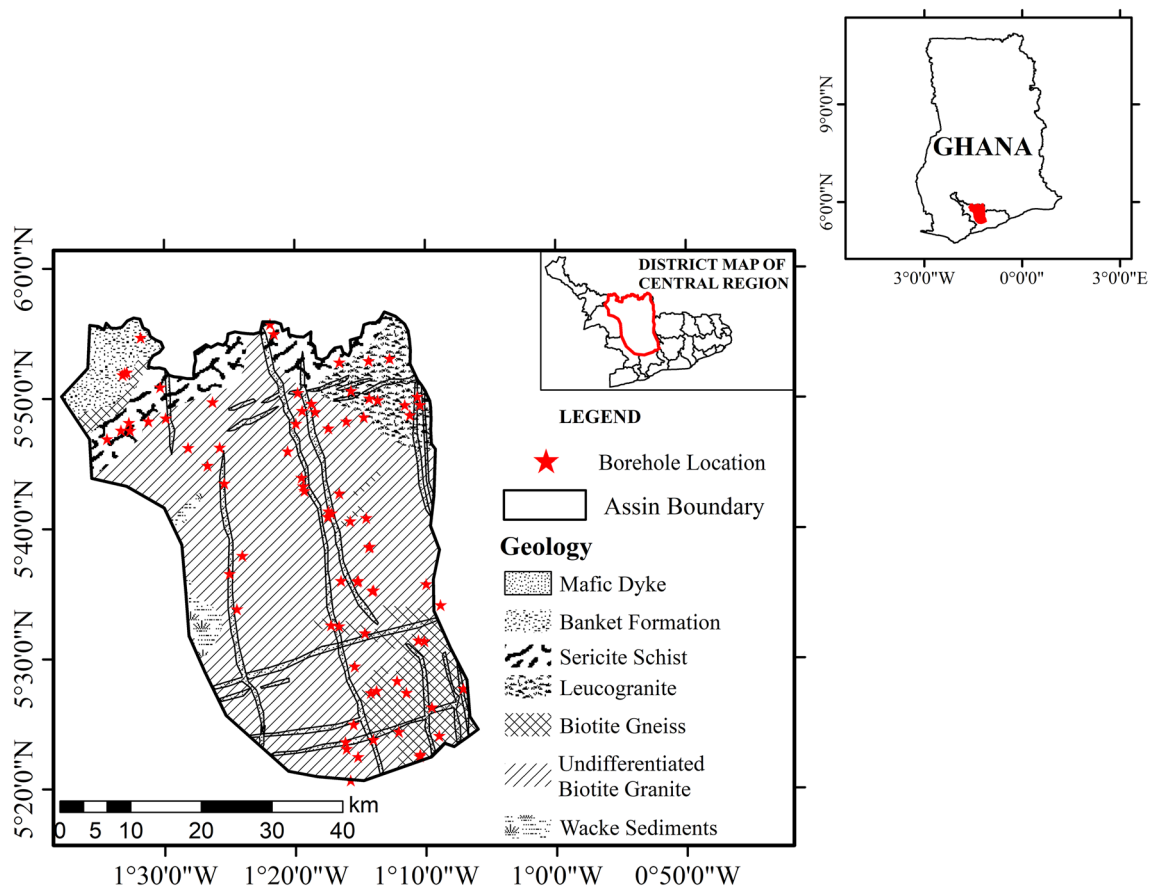 9°0'0"N
6°0'0"N
GHANA
3°0'0"W
0°0'0"
3°0'0"E
6°0'0"N
5°50'0"N
5°40'0"N
5°30'0"N
5°20'0"N
DISTRICT MAP OF
CENTRAL REGION
LEGEND
Borehole Location
Assin Boundary
Geology
Mafic Dyke
Banket Formation
Sericite Schist
Leucogranite
Biotite Gneiss
Undifferentiated
Biotite Granite
Wacke Sediments
km
0 5 10 20 30 40
1°30'0"W
1°20'0"W
1°10'0"W
1°0'0"W
0°50'0"W